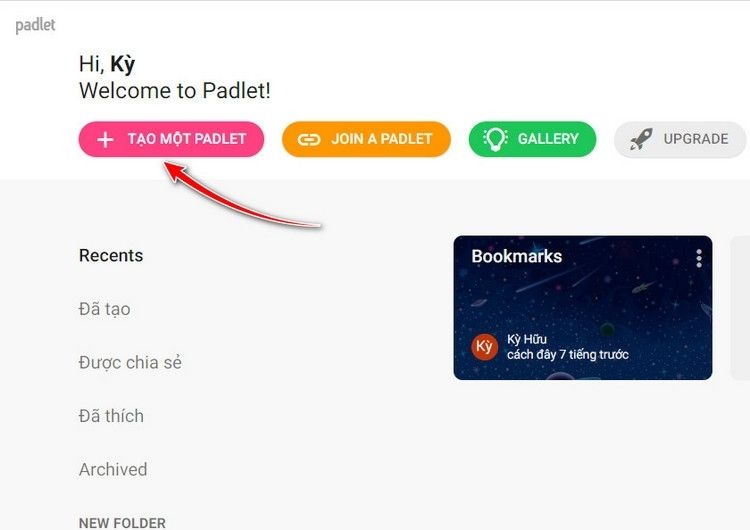 padlet
Hi, Kỳ
Welcome to Padlet!
TẠO MỘT PADLET
JOIN A PADLET
GALLERY
UPGRADE
Recents
Đã tạo
Được chia sẻ
Đã thích
Archived
NEW FOLDER
Bookmarks
Kỳ
Kỳ Hữu
cách đây 7 tiếng trước